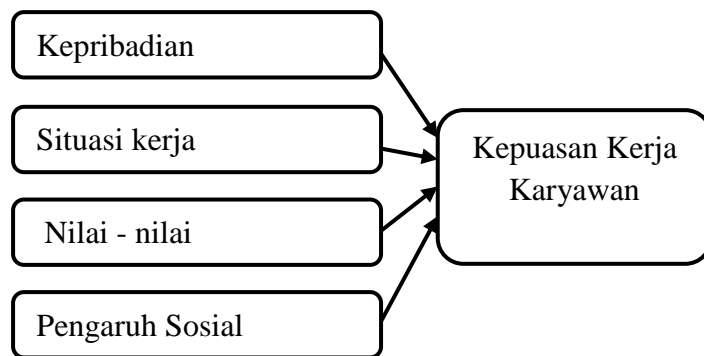 Kepribadian
Situasi kerja
Nilai - nilai
Pengaruh Sosial
Kepuasan Kerja
Karyawan